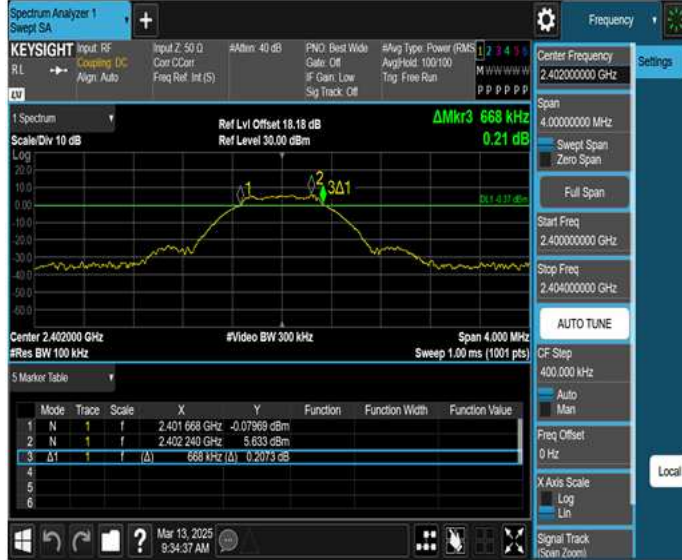 Spectrum Analyzer 1
Swept SA
+
Frequency
KEYSIGHT
RL
LV
Input: RF
Coupling: DC
Align: Auto
Input Z: 50 Ω
Corr CCorr
Freq Ref: Int (S)
#Atten: 40 dB
PNO: Best Wide
Gate: Off
IF Gain: Low
Sig Track: Off
#Avg Type: Power (RMS
Avg|Hold: 100/100
Trig: Free Run
1 2 3 4 5 6
M W W W W W
P P P P P P
1 Spectrum
Scale/Div 10 dB
Ref Lvl Offset 18.18 dB
Ref Level 30.00 dBm
ΔMkr3 668 kHz
0.21 dB
Log
20.0
10.0
0.00
-10.0
-20.0
-30.0
-40.0
-50.0
-60.0
1
2
3Δ1
DL1 -0.37 dBm
Center 2.402000 GHz
#Video BW 300 kHz
Span 4.000 MHz
#Res BW 100 kHz
Sweep 1.00 ms (1001 pts)
5 Marker Table
Mode Trace Scale X Y Function Function Width Function Value
1 N 1 f 2.401 668 GHz -0.07969 dBm
2 N 1 f 2.402 240 GHz 5.633 dBm
3 Δ1 1 f (Δ) 668 kHz (Δ) 0.2073 dB
4
5
6
?
Mar 13, 2025
9:34:37 AM
Center Frequency
2.402000000 GHz
Settings
Span
4.00000000 MHz
Swept Span
Zero Span
Full Span
Start Freq
2.400000000 GHz
Stop Freq
2.404000000 GHz
AUTO TUNE
CF Step
400.000 kHz
Auto
Man
Freq Offset
0 Hz
X Axis Scale
Log
Lin
Local
Signal Track
(Span Zoom)